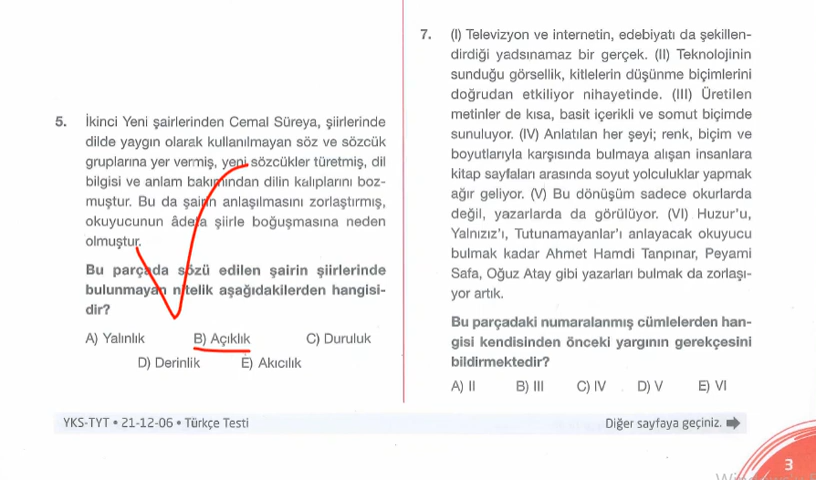 5. İkinci Yeni şairlerinden Cemal Süreya, şiirlerinde
dilde yaygın olarak kullanılmayan söz ve sözcük
gruplarına yer vermiş, yeni sözcükler türetmiş, dil
bilgisi ve anlam bakımından dilin kalıplarını boz-
muştur. Bu da şairin anlaşılmasını zorlaştırmış,
okuyucunun âdeta şiirle boğuşmasına neden
olmuştur.
Bu parçada sözü edilen şairin şiirlerinde
bulunmayan nitelik aşağıdakilerden hangisi-
dir?
A) Yalınlık B) Açıklık C) Duruluk
D) Derinlik E) Akıcılık
7. (I) Televizyon ve internetin, edebiyatı da şekillen-
dirdiği yadsınamaz bir gerçek. (II) Teknolojinin
sunduğu görsellik, kitlelerin düşünme biçimlerini
doğrudan etkiliyor nihayetinde. (III) Üretilen
metinler de kısa, basit içerikli ve somut biçimde
sunuluyor. (IV) Anlatılan her şeyi; renk, biçim ve
boyutlarıyla karşısında bulmaya alışan insanlara
kitap sayfaları arasında soyut yolculuklar yapmak
ağır geliyor. (V) Bu dönüşüm sadece okurlarda
değil, yazarlarda da görülüyor. (VI) Huzur'u,
Yalnızız'ı, Tutunamayanlar'ı anlayacak okuyucu
bulmak kadar Ahmet Hamdi Tanpınar, Peyami
Safa, Oğuz Atay gibi yazarları bulmak da zorlaşı-
yor artık.
Bu parçadaki numaralanmış cümlelerden han-
gisi kendisinden önceki yargının gerekçesini
bildirmektedir?
A) II B) III C) IV D) V E) VI
YKS-TYT • 21-12-06 • Türkçe Testi
Diğer sayfaya geçiniz.
3